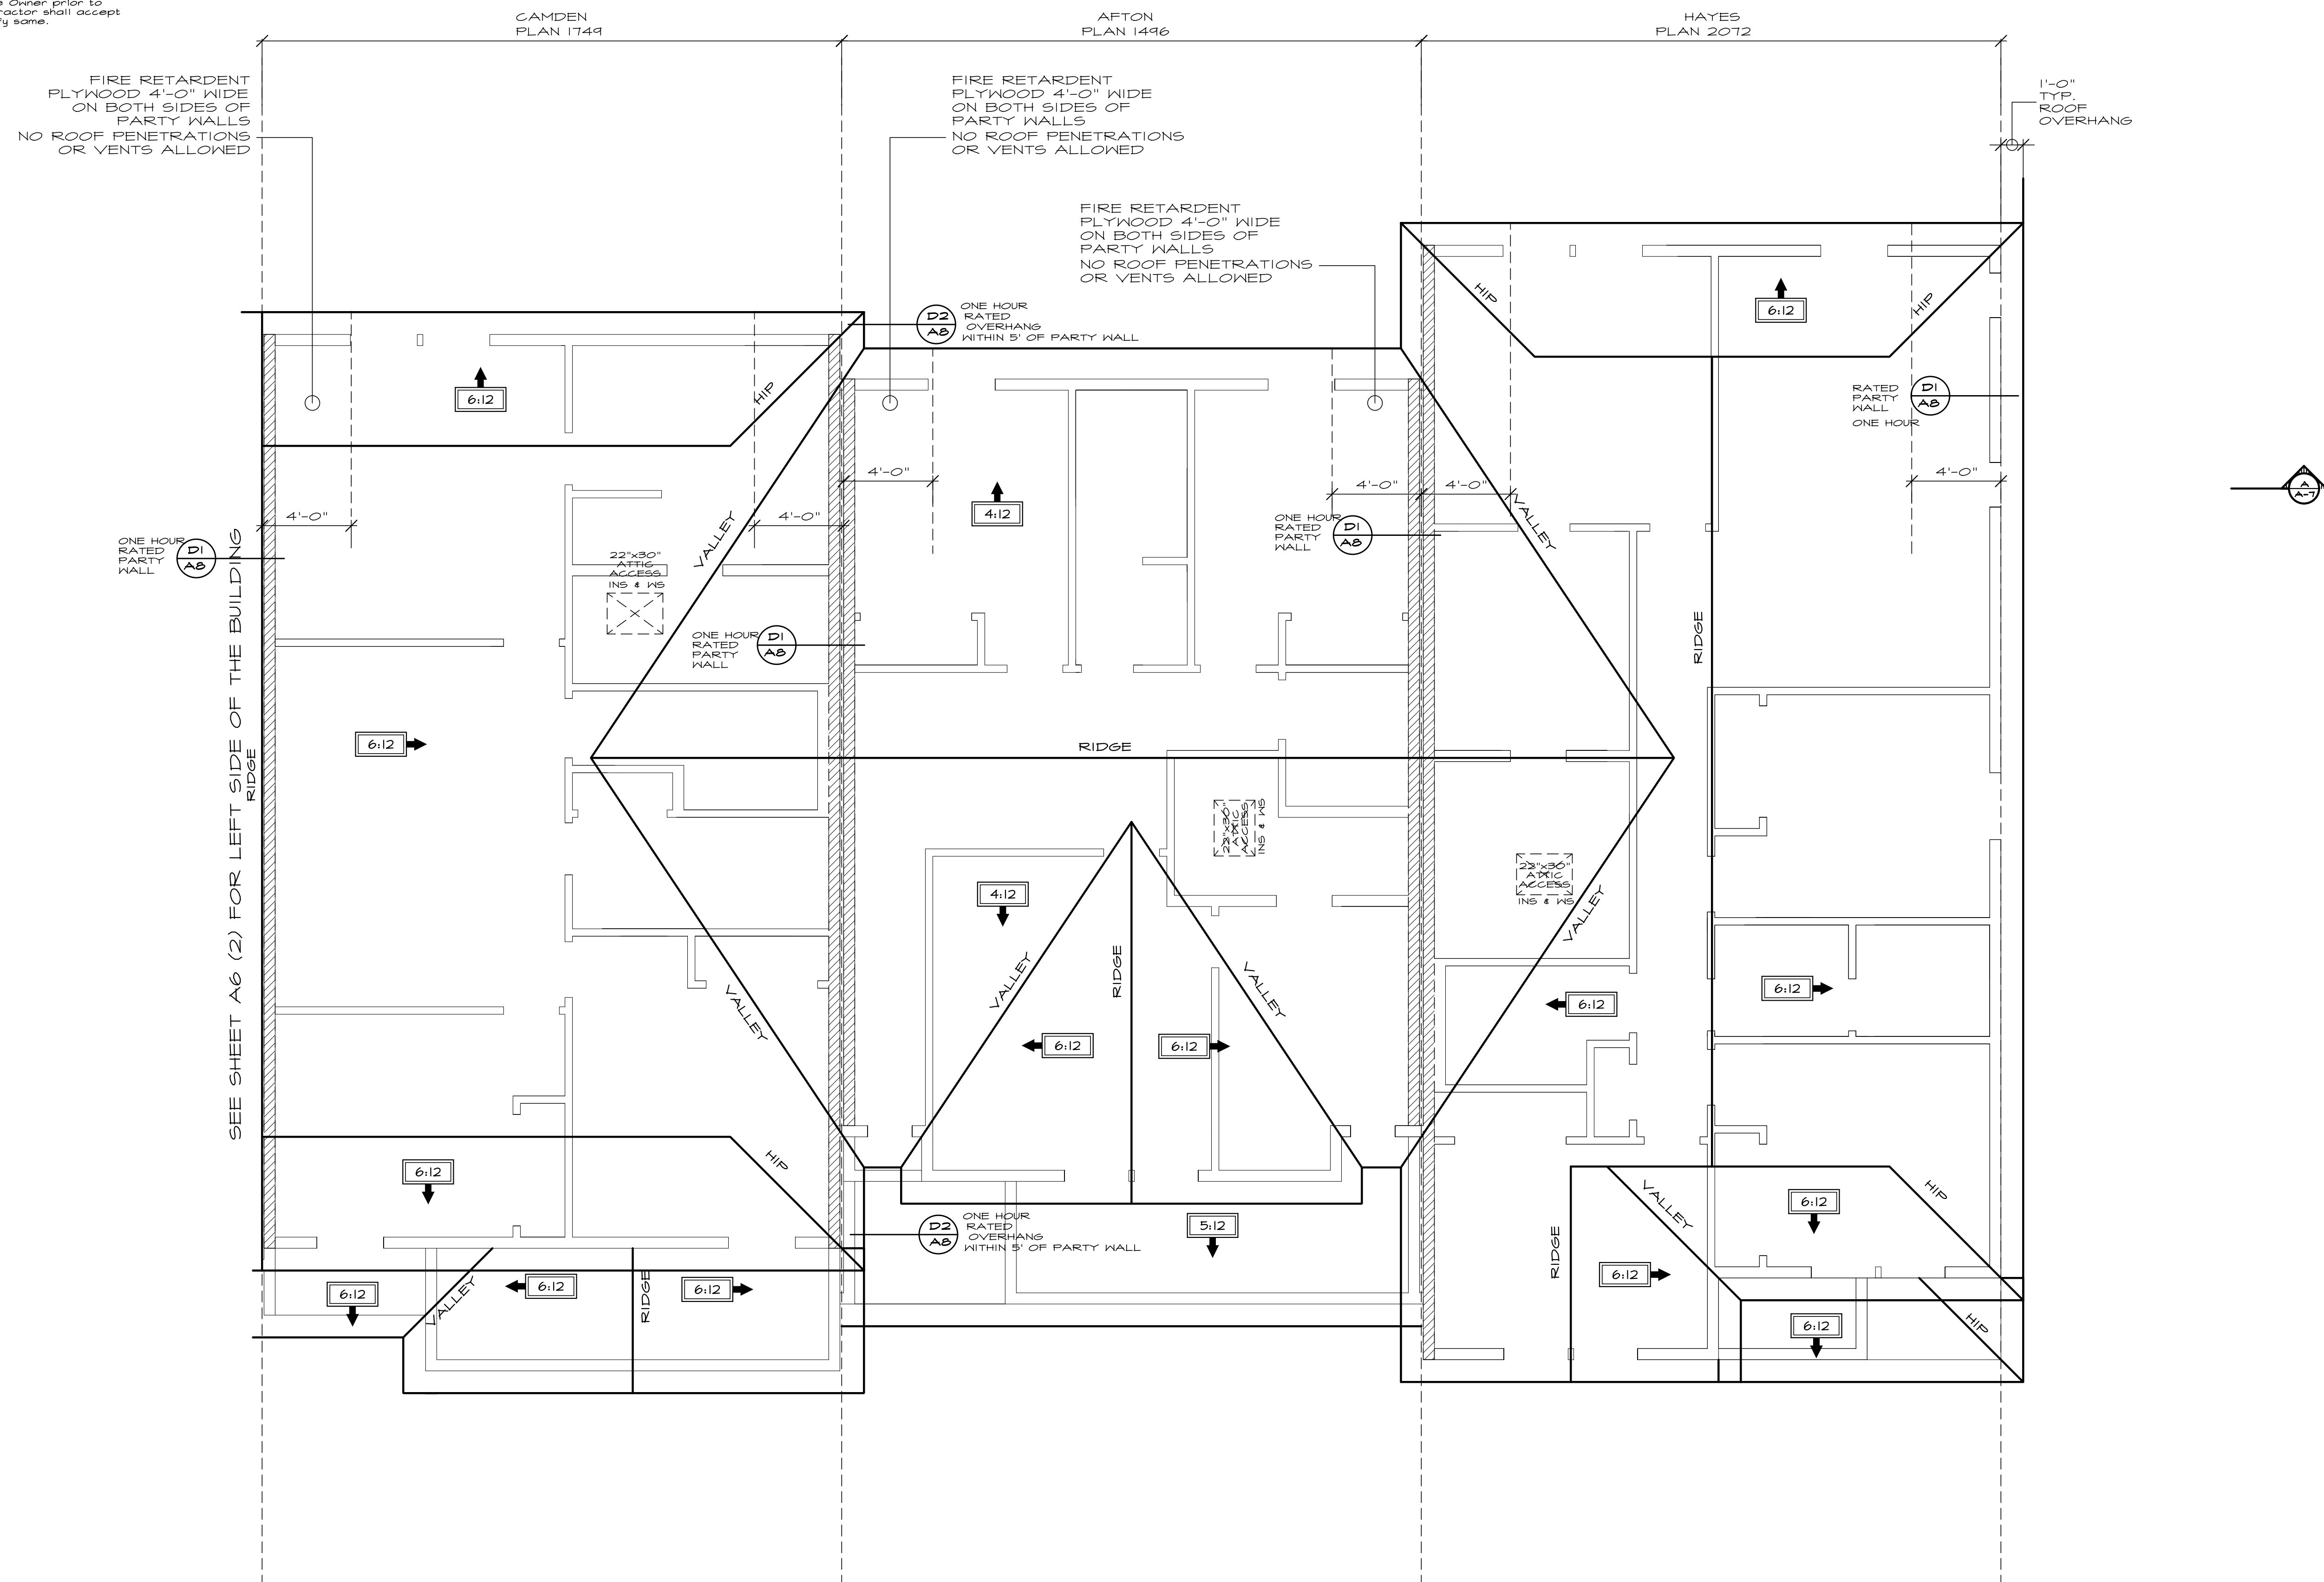 e Owner prior to
ractor shall accept
fy same.
CAMDEN
PLAN 1749
AFTON
PLAN 1496
HAYES
PLAN 2072
FIRE RETARDENT
PLYWOOD 4'-0" WIDE
ON BOTH SIDES OF
PARTY WALLS
NO ROOF PENETRATIONS
OR VENTS ALLOWED
FIRE RETARDENT
PLYWOOD 4'-0" WIDE
ON BOTH SIDES OF
PARTY WALLS
NO ROOF PENETRATIONS
OR VENTS ALLOWED
1'-0"
TYP.
ROOF
OVERHANG
FIRE RETARDENT
PLYWOOD 4'-0" WIDE
ON BOTH SIDES OF
PARTY WALLS
NO ROOF PENETRATIONS
OR VENTS ALLOWED
D2
A8
ONE HOUR
RATED
OVERHANG
WITHIN 5' OF PARTY WALL
HIP
HIP
6:12
6:12
HIP
RATED
PARTY
WALL
ONE HOUR
D1
A8
4'-0"
4'-0"
4'-0"
4'-0"
4'-0"
4'-0"
4:12
A
A-7
VALLEY
VALLEY
ONE HOUR
RATED
PARTY
WALL
D1
A8
ONE HOUR
RATED
PARTY
WALL
D1
A8
22"x30"
ATTIC
ACCESS
INS & WS
ONE HOUR
RATED
PARTY
WALL
D1
A8
RIDGE
SEE SHEET A6 (2) FOR LEFT SIDE OF THE BUILDING
RIDGE
6:12
RIDGE
22"x30"
ATTIC
ACCESS
INS & WS
22"x30"
ATTIC
ACCESS
INS & WS
4:12
VALLEY
VALLEY
RIDGE
VALLEY
VALLEY
6:12
6:12
6:12
6:12
HIP
6:12
VALLEY
HIP
6:12
D2
A8
ONE HOUR
RATED
OVERHANG
WITHIN 5' OF PARTY WALL
5:12
RIDGE
6:12
6:12
VALLEY
6:12
RIDGE
6:12
6:12
HIP